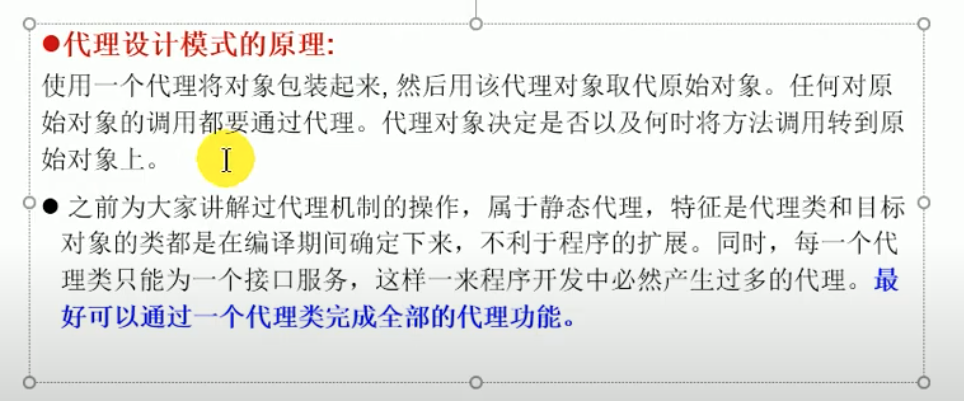 ●代理设计模式的原理:
使用一个代理将对象包装起来, 然后用该代理对象取代原始对象。任何对原
始对象的调用都要通过代理。代理对象决定是否以及何时将方法调用转到原
始对象上。
● 之前为大家讲解过代理机制的操作，属于静态代理，特征是代理类和目标
对象的类都是在编译期间确定下来，不利于程序的扩展。同时，每一个代
理类只能为一个接口服务，这样一来程序开发中必然产生过多的代理。最
好可以通过一个代理类完成全部的代理功能。